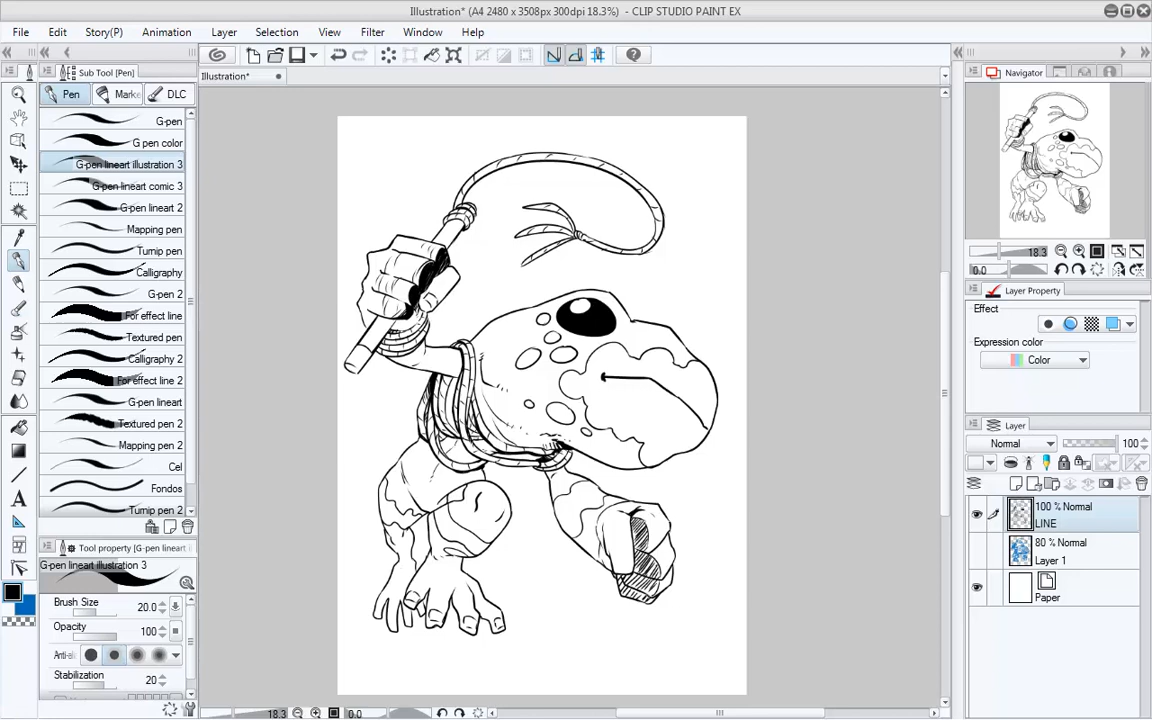 Illustration* (A4 2480 x 3508px 300dpi 18.3%) - CLIP STUDIO PAINT EX
File Edit Story(P) Animation Layer Selection View Filter Window Help
Sub Tool [Pen]
Illustration*
Navigator
Pen Marke DLC
G-pen
G pen color
G-pen lineart illustration 3
G-pen lineart comic 3
G-pen lineart 2
Mapping pen
Turnip pen
Calligraphy
G-pen 2
For effect line
Textured pen
Calligraphy 2
For effect line 2
G-pen lineart
Textured pen 2
Mapping pen 2
Cel
Fondos
Turnip pen 2
Tool property [G-pen lineart il
G-pen lineart illustration 3
Brush Size 20.0
Opacity 100
Anti-al
Stabilization 20
18.3
0.0
18.3
0.0
Layer Property
Effect
Expression color
Color
Layer
Normal 100
100 % Normal
LINE
80 % Normal
Layer 1
Paper